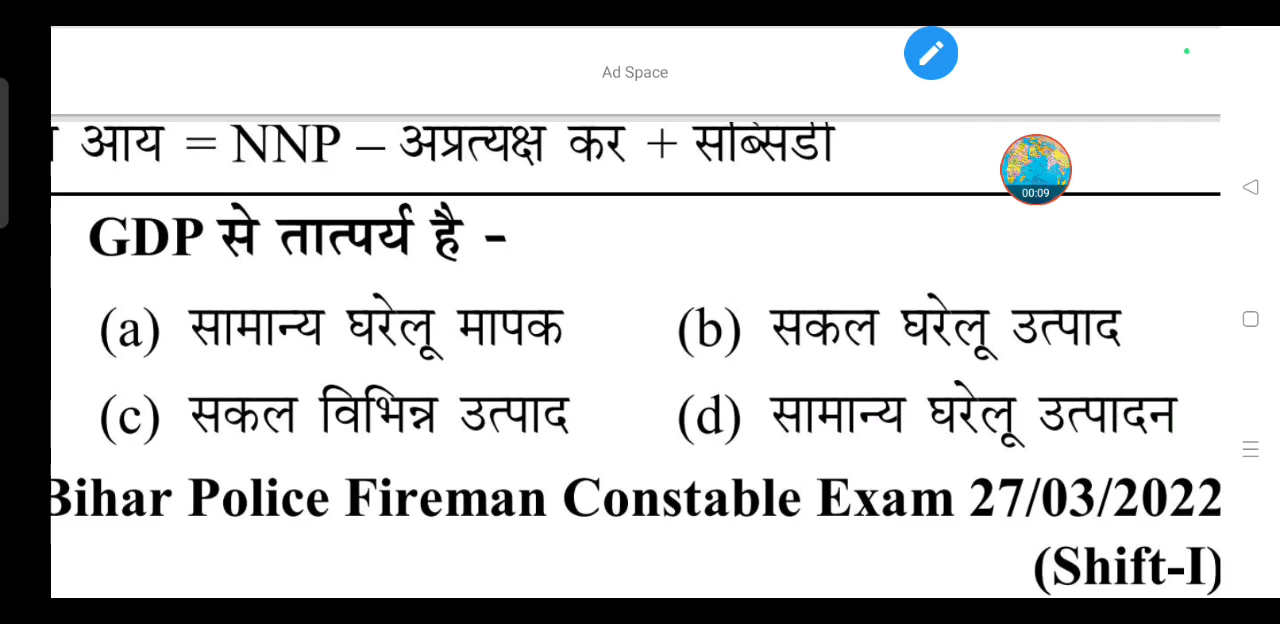 Ad Space
आय = NNP – अप्रत्यक्ष कर + सब्सिडी
00:09
GDP से तात्पर्य है -
(a) सामान्य घरेलू मापक (b) सकल घरेलू उत्पाद
(c) सकल विभिन्न उत्पाद (d) सामान्य घरेलू उत्पादन
Bihar Police Fireman Constable Exam 27/03/2022
(Shift-I)